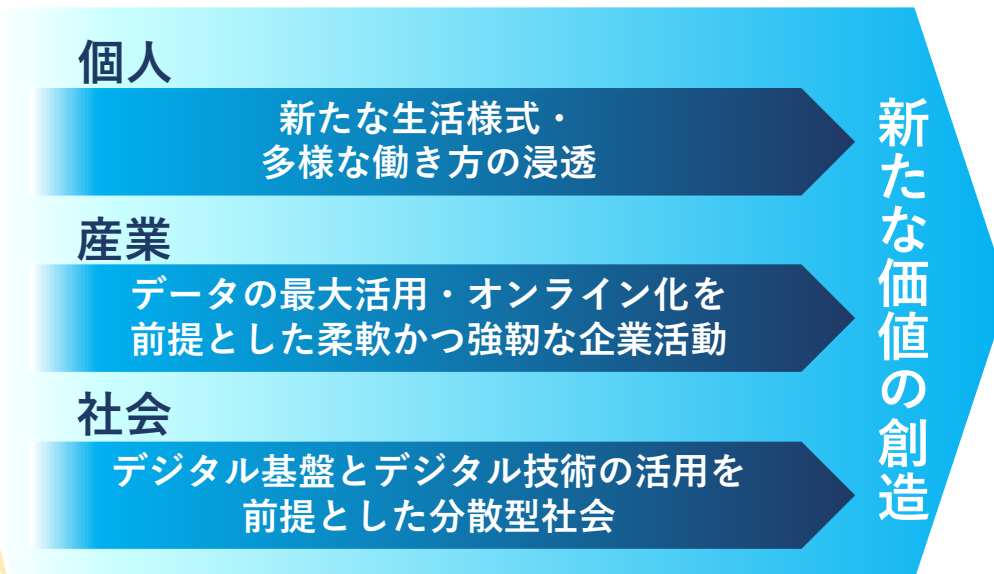 個人
新たな生活様式・
多様な働き方の浸透
産業
データの最大活用・オンライン化を
前提とした柔軟かつ強靭な企業活動
社会
デジタル基盤とデジタル技術の活用を
前提とした分散型社会
新たな価値の創造